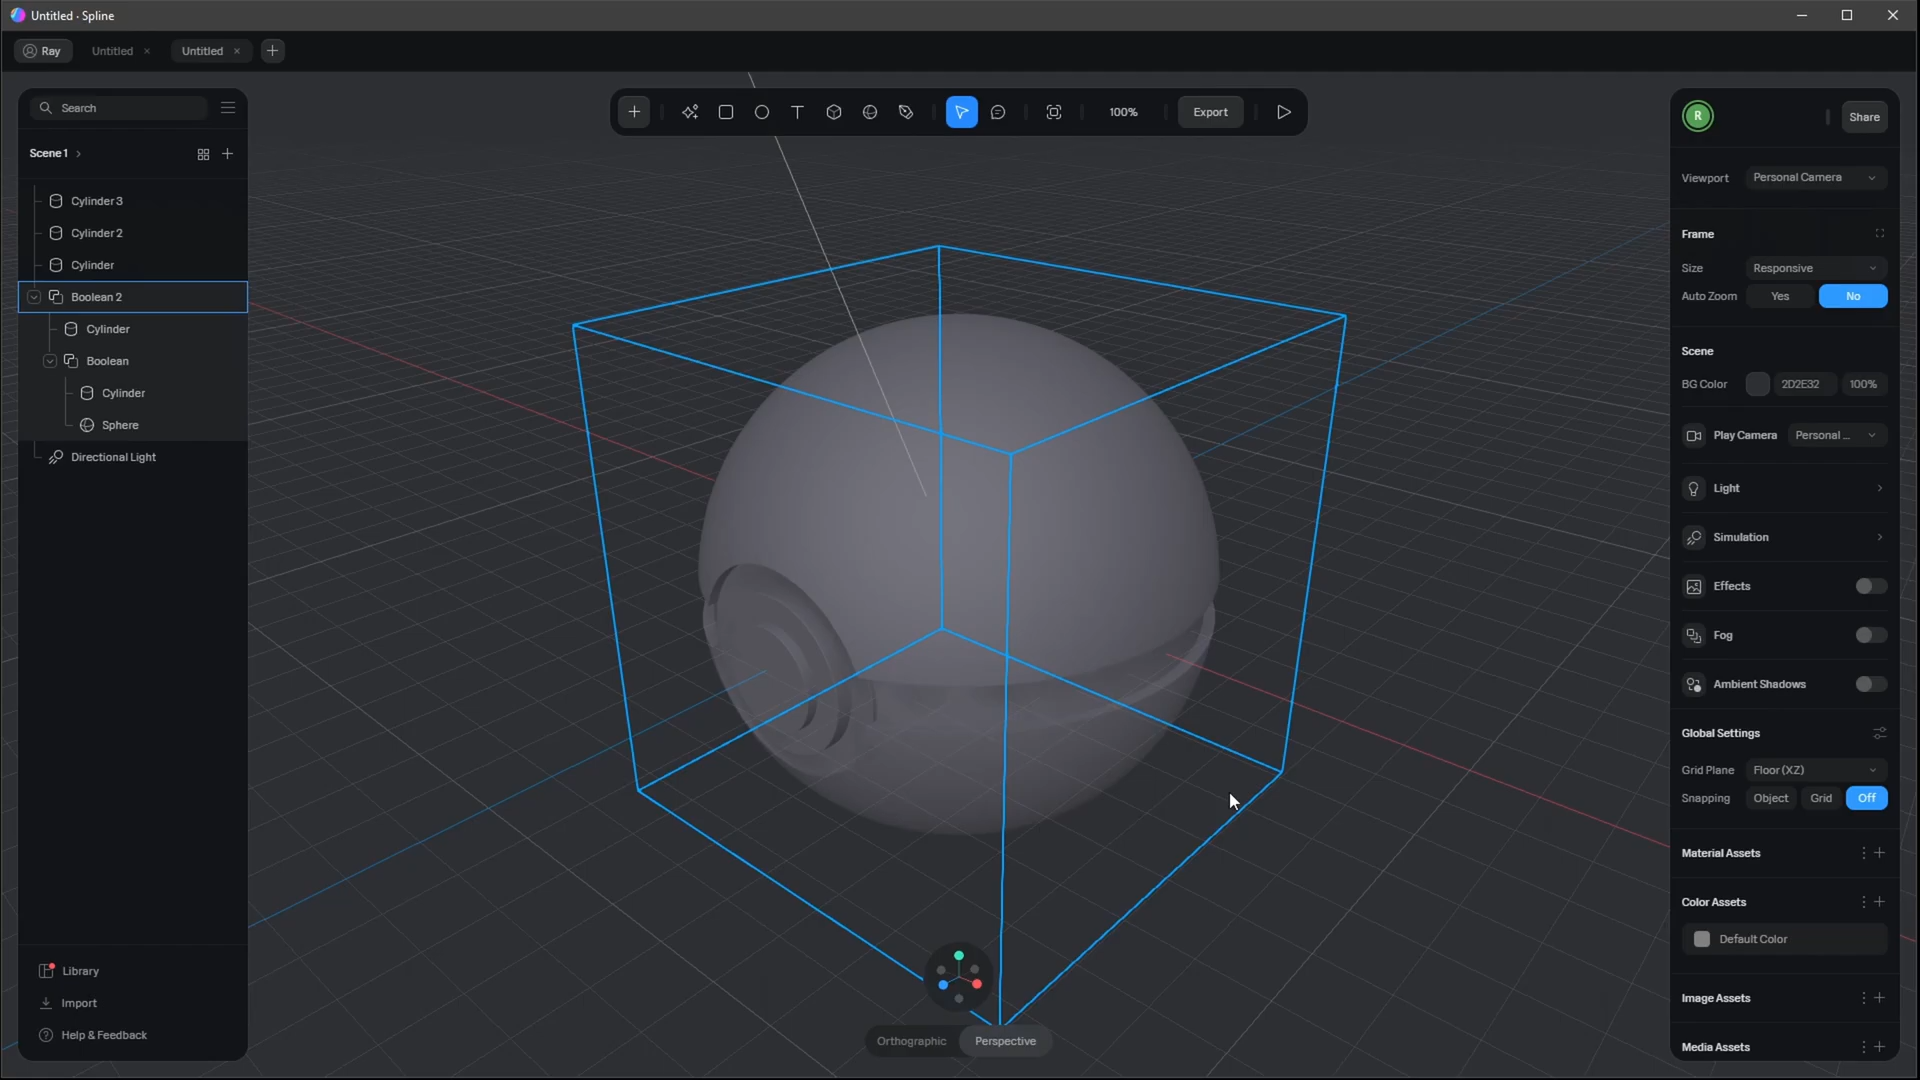 Untitled - Spline
Ray
Untitled
Untitled
Search
Scene 1
Cylinder 3
Cylinder 2
Cylinder
Boolean 2
Cylinder
Boolean
Cylinder
Sphere
Directional Light
Library
Import
Help & Feedback
100%
Export
Orthographic
Perspective
R
Share
Viewport
Personal Camera
Frame
Size
Responsive
Auto Zoom
Yes
No
Scene
BG Color
2D2E32
100%
Play Camera
Personal ...
Light
Simulation
Effects
Fog
Ambient Shadows
Global Settings
Grid Plane
Floor (XZ)
Snapping
Object
Grid
Off
Material Assets
Color Assets
Default Color
Image Assets
Media Assets